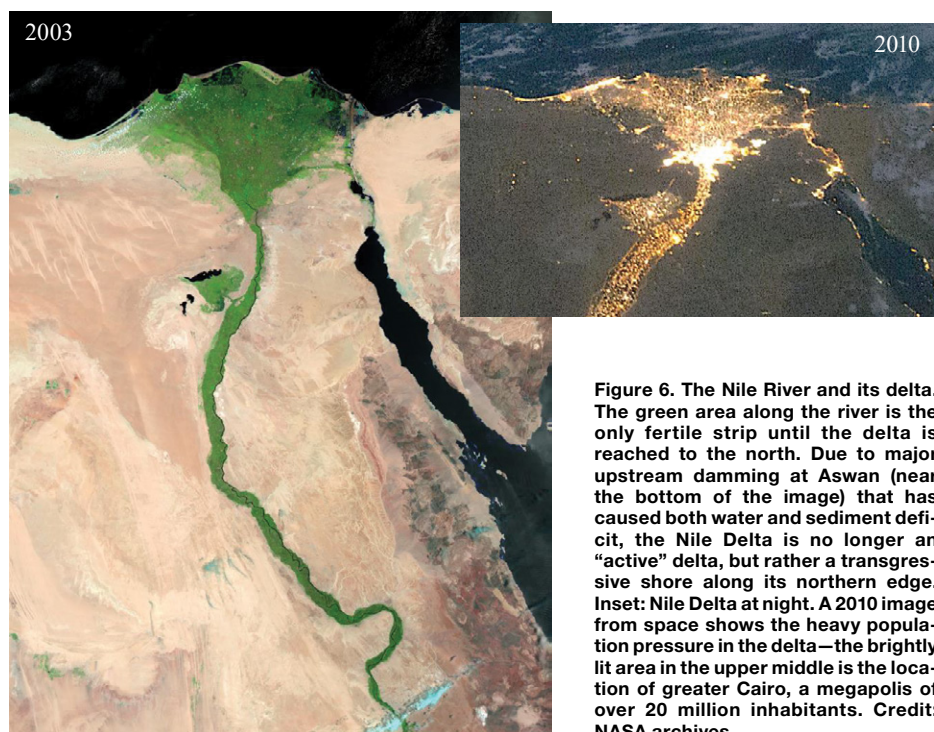 2003
2010
Figure 6. The Nile River and its delta.
The green area along the river is the
only fertile strip until the delta is
reached to the north. Due to major
upstream damming at Aswan (near
the bottom of the image) that has
caused both water and sediment defi-
cit, the Nile Delta is no longer an
“active” delta, but rather a transgres-
sive shore along its northern edge.
Inset: Nile Delta at night. A 2010 image
from space shows the heavy popula-
tion pressure in the delta—the brightly
lit area in the upper middle is the loca-
tion of greater Cairo, a megapolis of
over 20 million inhabitants. Credit:
NASA archives